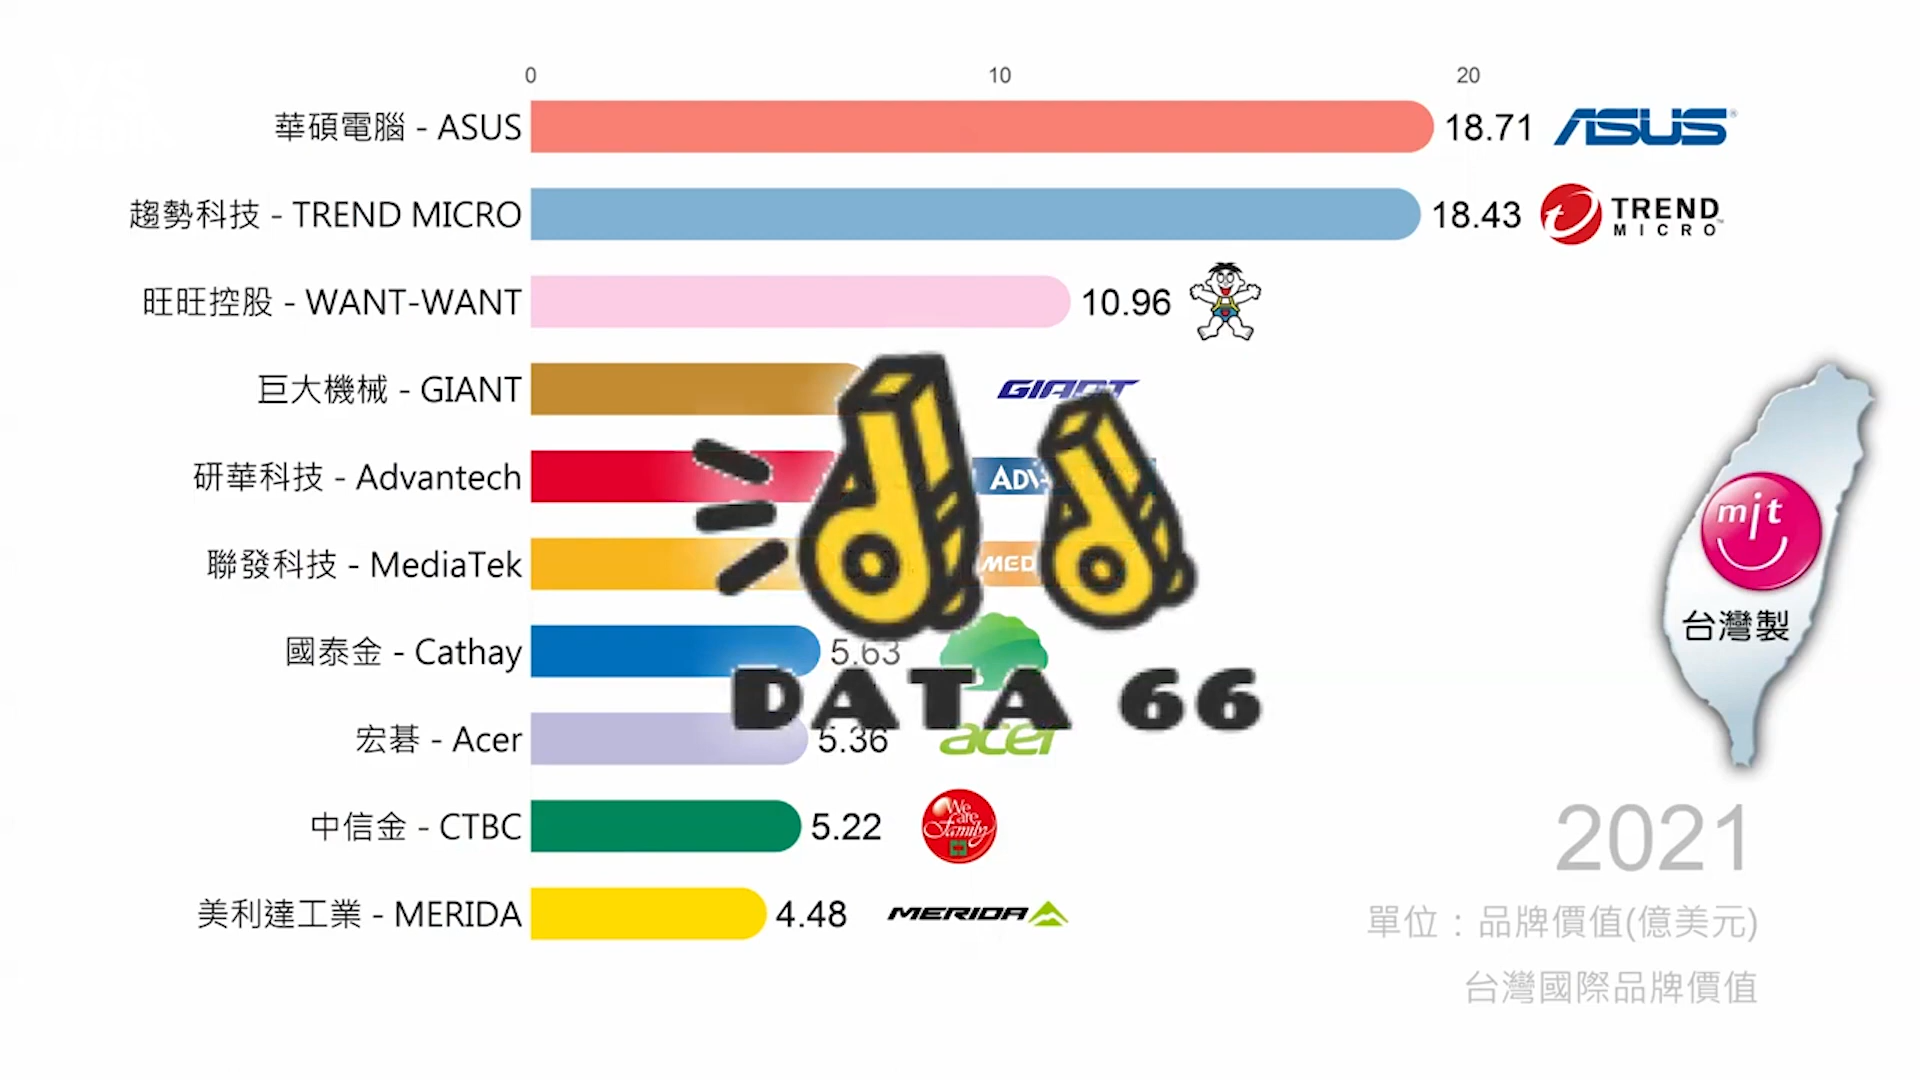 0 10 20
華碩電腦 - ASUS 18.71 ASUS
趨勢科技 - TREND MICRO 18.43 TREND MICRO
旺旺控股 - WANT-WANT 10.96
巨大機械 - GIANT GIANT
研華科技 - Advantech
聯發科技 - MediaTek
國泰金 - Cathay 5.63
DATA 66
宏碁 - Acer 5.36 acer
中信金 - CTBC 5.22 We are family
美利達工業 - MERIDA 4.48 MERIDA
mit
台灣製
2021
單位：品牌價值(億美元)
台灣國際品牌價值